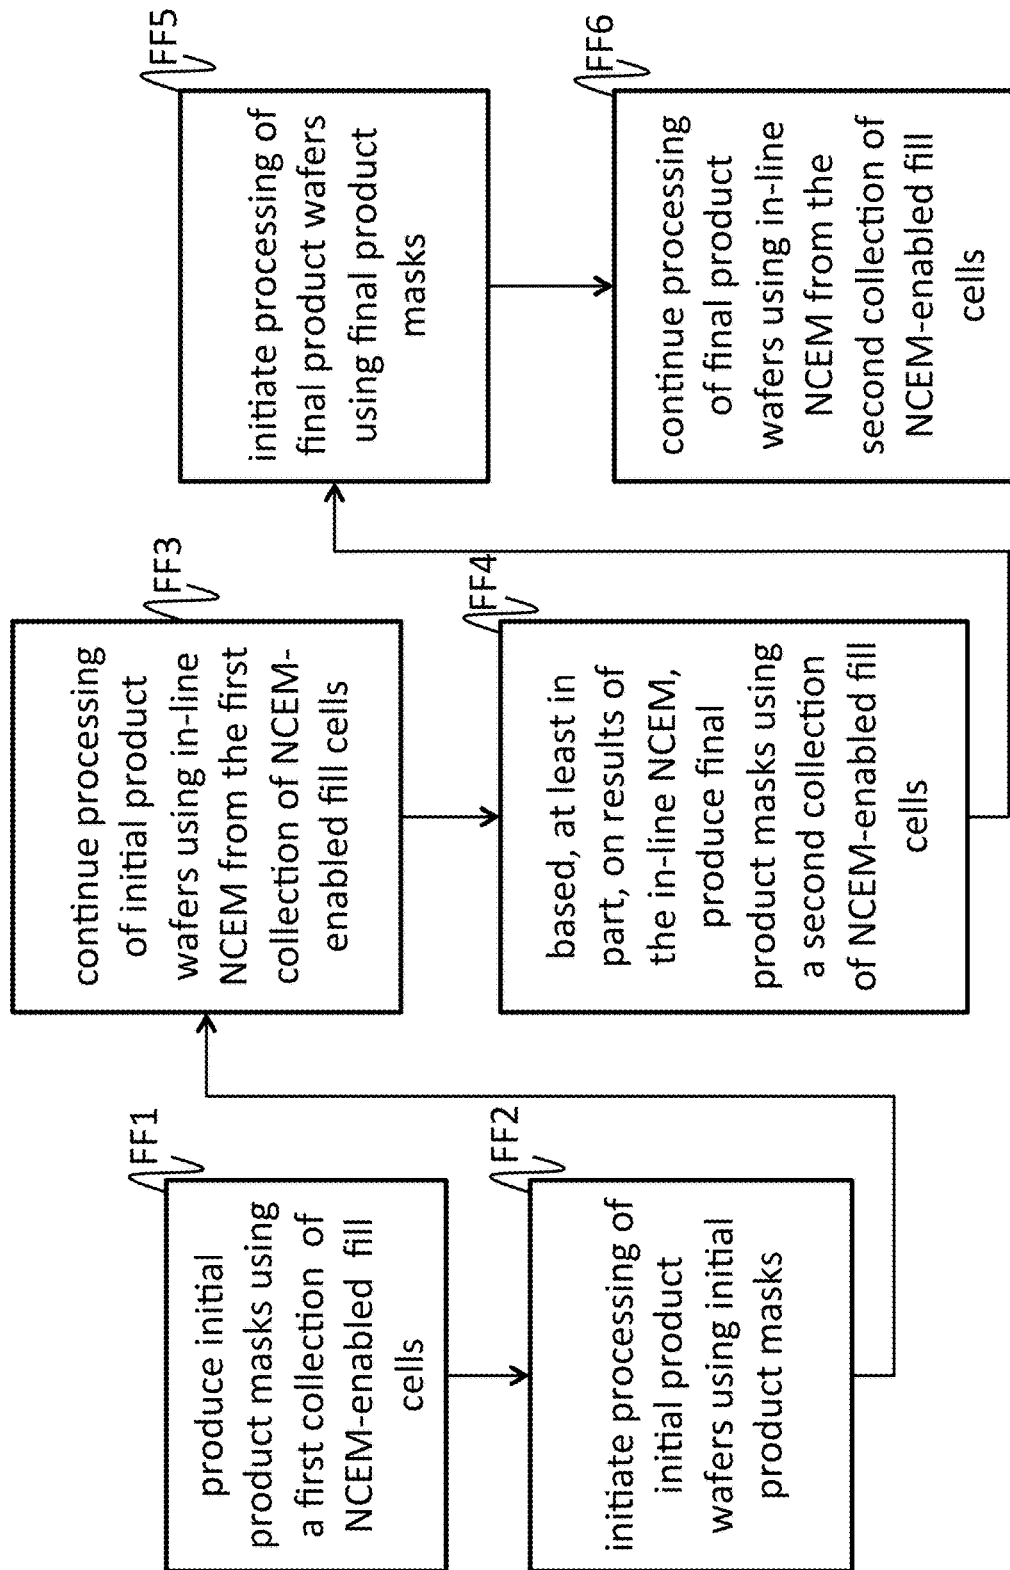 FF1
produce initial
product masks using
a first collection of
NCEM-enabled fill
cells
FF2
initiate processing of
initial product
wafers using initial
product masks
FF3
continue processing
of initial product
wafers using in-line
NCEM from the first
collection of NCEM-
enabled fill cells
FF4
based, at least in
part, on results of
the in-line NCEM,
produce final
product masks using
a second collection
of NCEM-enabled fill
cells
FF5
initiate processing of
final product wafers
using final product
masks
FF6
continue processing
of final product
wafers using in-line
NCEM from the
second collection of
NCEM-enabled fill
cells